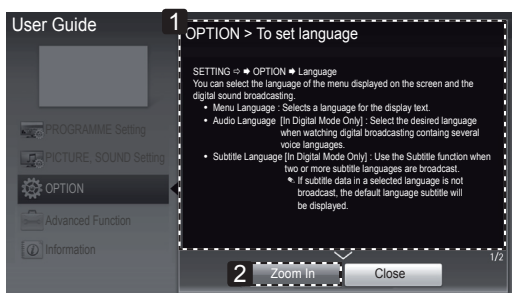 User Guide
1
OPTION > To set language
SETTING ⇨ ➡ OPTION ➡ Language
You can select the language of the menu displayed on the screen and the
digital sound broadcasting.
• Menu Language : Selects a language for the display text.
• Audio Language [In Digital Mode Only] : Select the desired language
when watching digital broadcasting containg several
voice languages.
• Subtitle Language [In Digital Mode Only] : Use the Subtitle function when
two or more subtitle languages are broadcast.
✎ If subtitle data in a selected language is not
broadcast, the default language subtitle will
be displayed.
PROGRAMME Setting
PICTURE, SOUND Setting
OPTION
Advanced Function
Information
1/2
2
Zoom In
Close